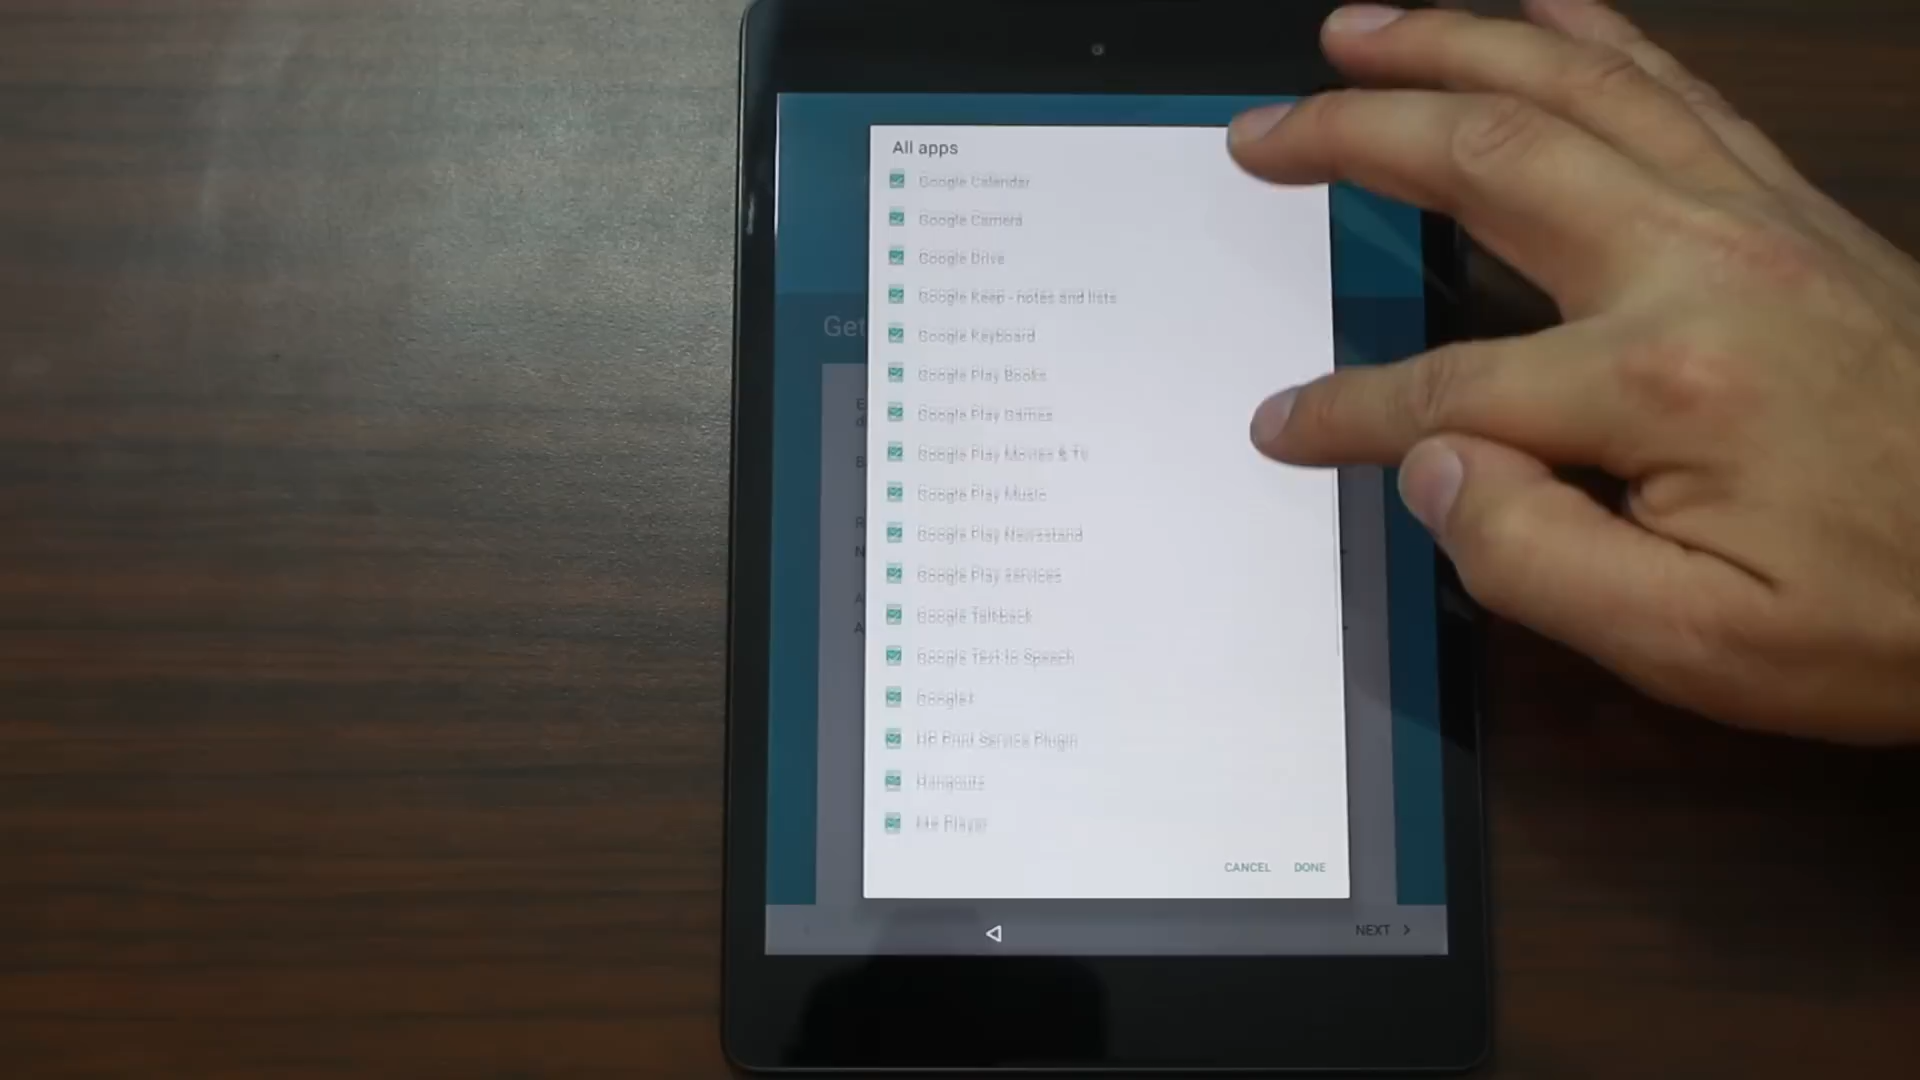 All apps
Google Calendar
Google Camera
Google Drive
Google Keep - notes and lists
Get
Google Keyboard
Google Play Books
Google Play Games
Google Play Movies & TV
Google Play Music
Google Play Newsstand
Google Play services
Google Talkback
Google Text-to-Speech
Google+
HP Print Service Plugin
Hangouts
Player
CANCEL DONE
NEXT